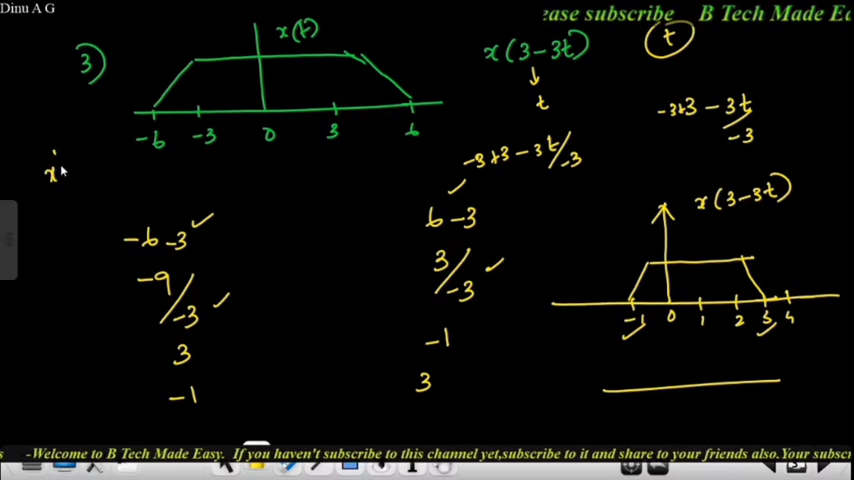 Dinu A G
ease subscribe B Tech Made Ea
3)
x(t)
-6 -3 0 3 6
x(3-3t)
t
t
-3+3-3t/-3
-3+3-3t
-3
x
-6-3
-9/-3
3
-1
6-3
3/-3
-1
3
x(3-3t)
-1 0 1 2 3 4
s -Welcome to B Tech Made Easy. If you haven't subscribe to this channel yet,subscribe to it and share to your friends also.Your subsc